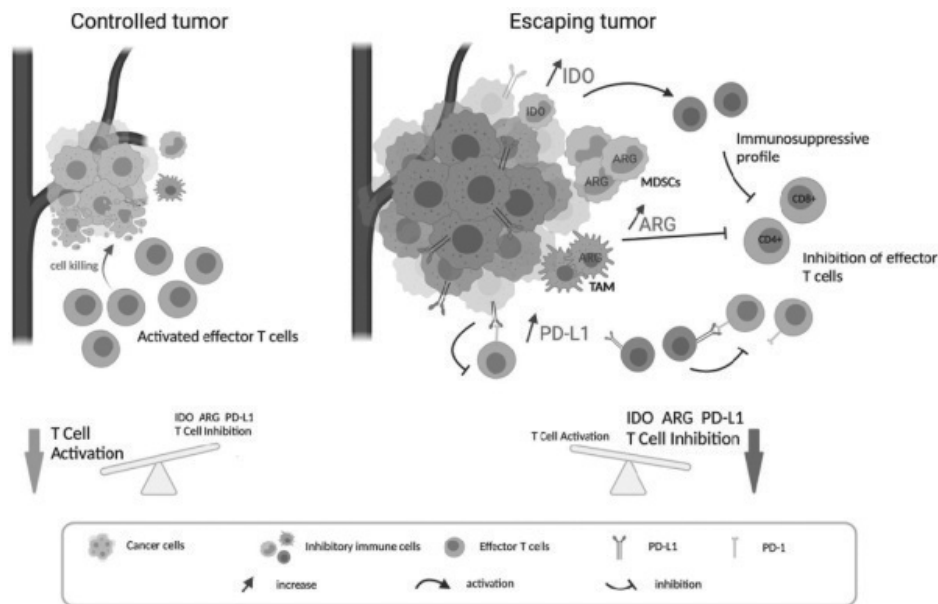 Controlled tumor
Escaping tumor
IDO
IDO
ARG
ARG
MDSCs
Immunosuppressive
profile
CD8+
CD4+
ARG
ARG
TAM
Inhibition of effector
T cells
cell killing
Activated effector T cells
PD-L1
T Cell
Activation
IDO ARG PD-L1
T Cell Inhibition
T Cell Activation
IDO ARG PD-L1
T Cell Inhibition
Cancer cells
Inhibitory immune cells
Effector T cells
PD-L1
PD-1
increase
activation
inhibition